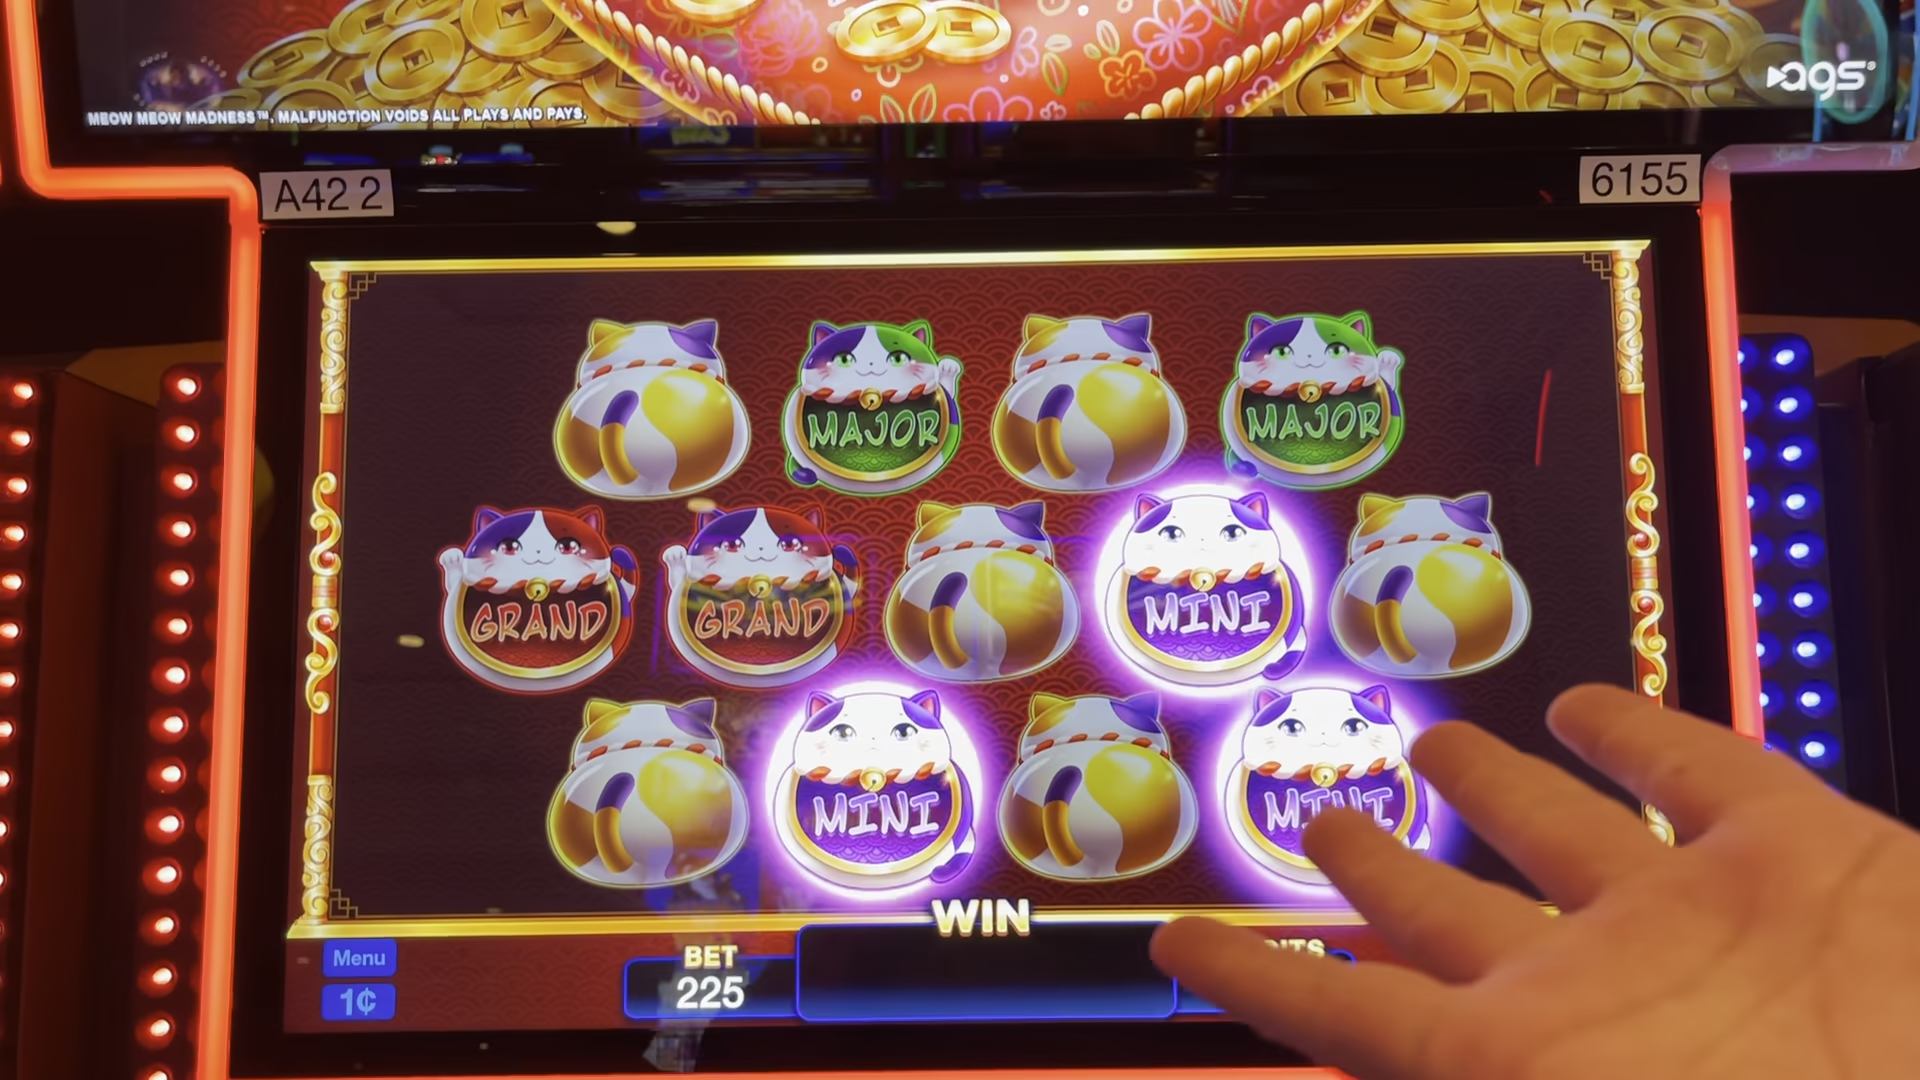 ags
MEOW MEOW MADNESS™. MALFUNCTION VOIDS ALL PLAYS AND PAYS.
A42 2
6155
MAJOR
MAJOR
GRAND
GRAND
MINI
MINI
MINI
WIN
Menu
BET
1¢
225